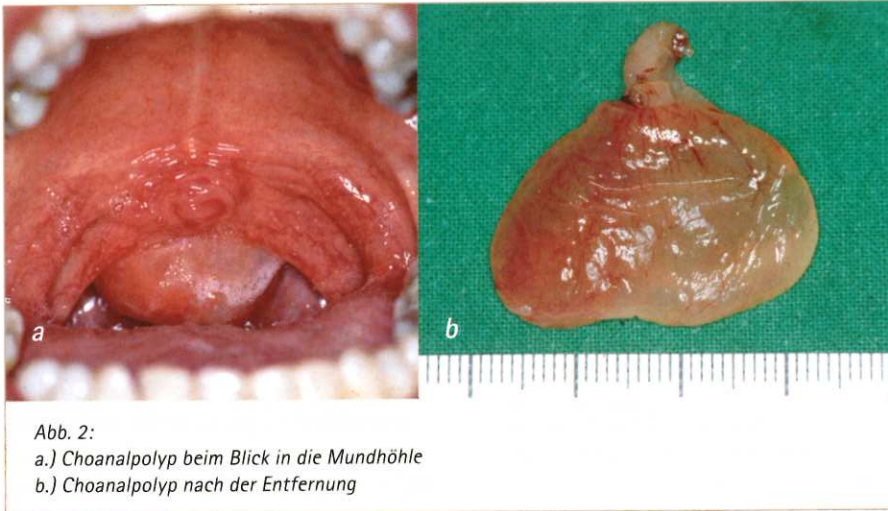 a
b
Abb. 2:
a.) Choanalpolyp beim Blick in die Mundhöhle
b.) Choanalpolyp nach der Entfernung